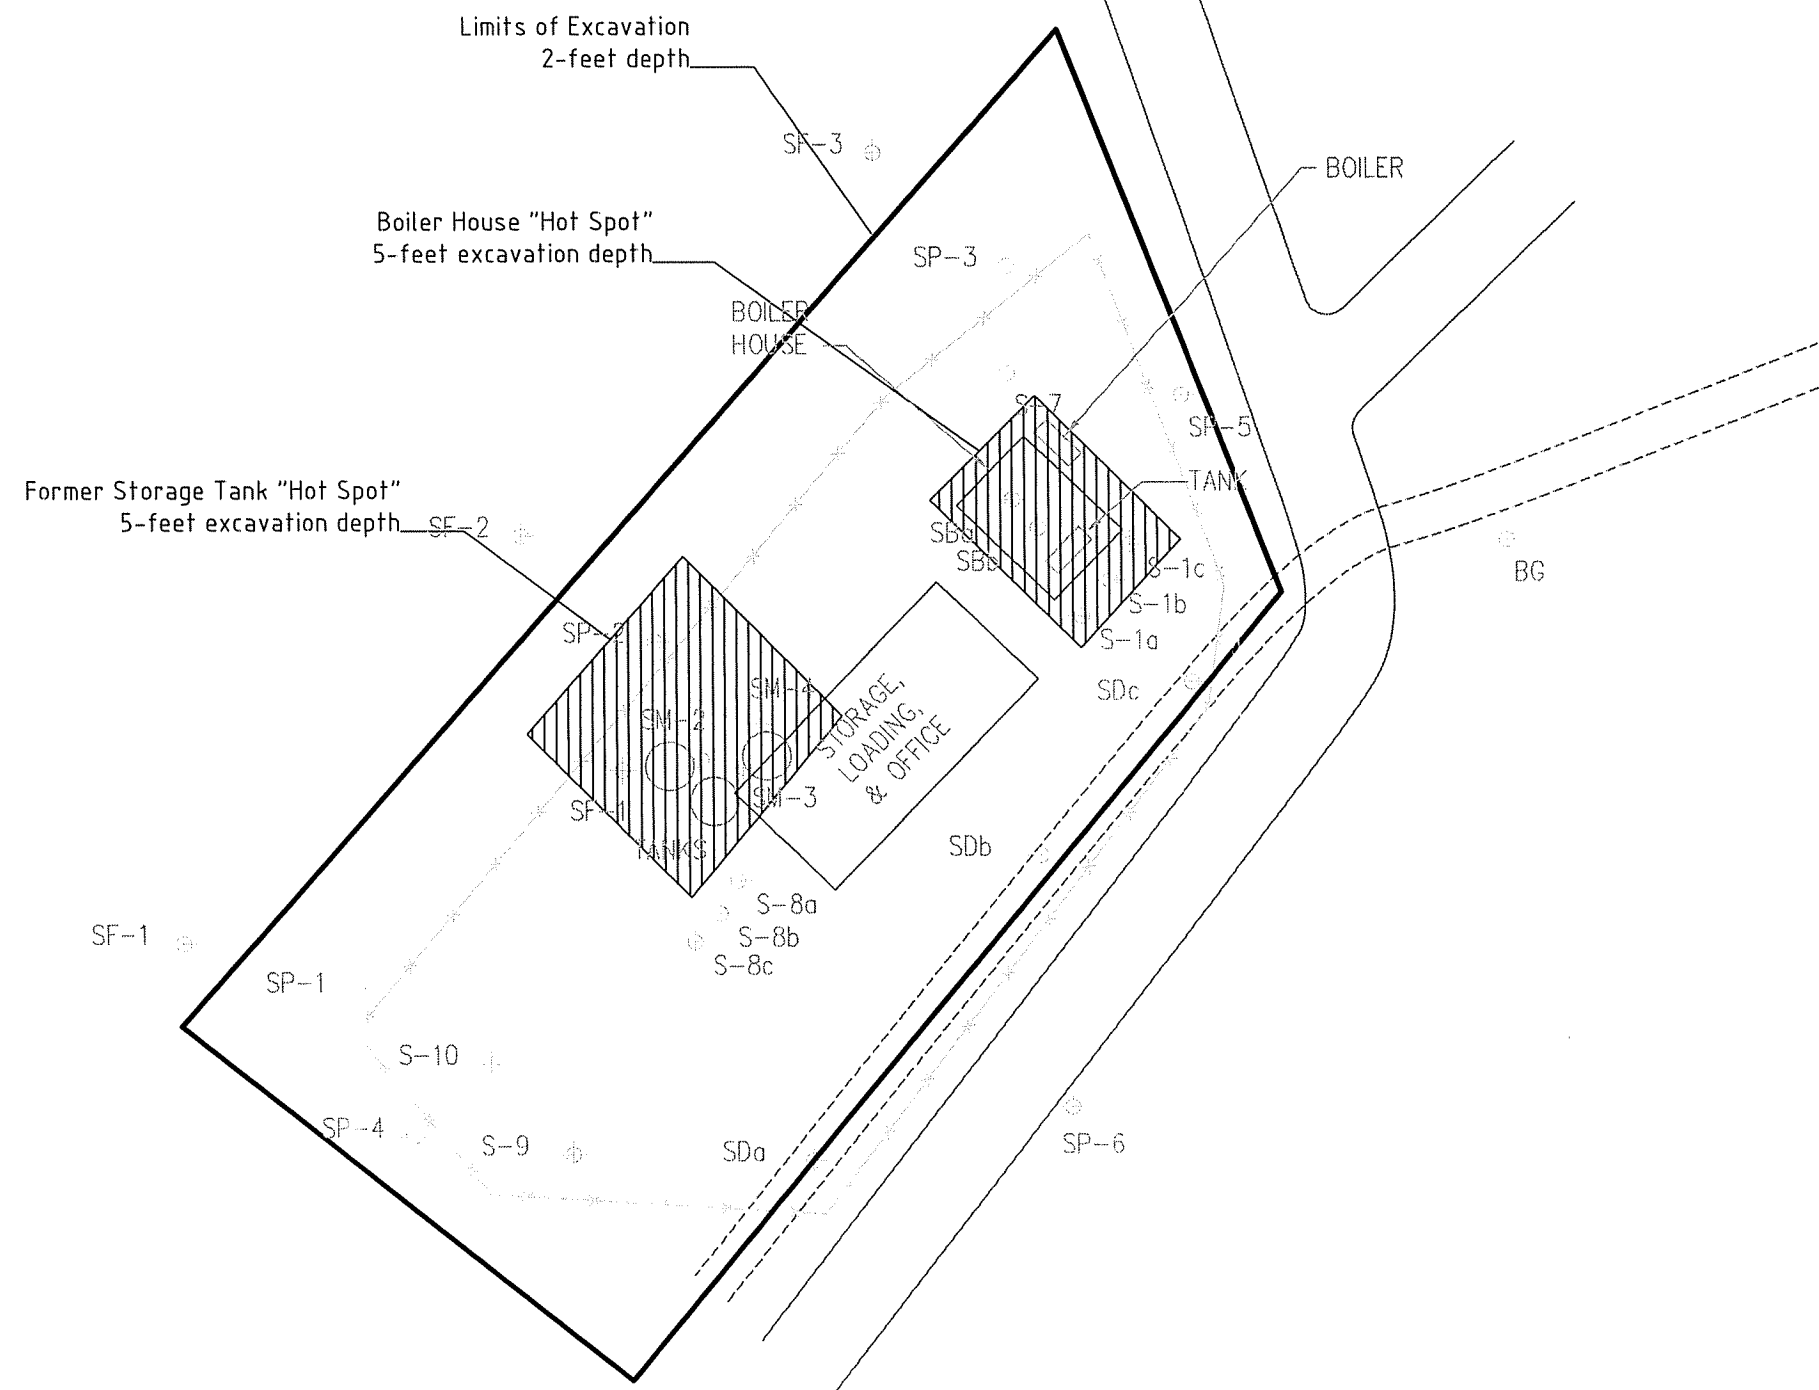 Limits of Excavation
2-feet depth
SF-3
BOILER
Boiler House "Hot Spot"
5-feet excavation depth
SP-3
BOILER
HOUSE
S-7
SP-5
TANK
Former Storage Tank "Hot Spot"
5-feet excavation depth
SF-2
SBa
SBb
S-1c
S-1b
S-1a
BG
SP-2
SM-4
SM-2
SDc
STORAGE,
LOADING,
& OFFICE
SM-3
TANKS
SDb
S-8a
S-8b
S-8c
SF-1
SP-1
S-10
SP-4
S-9
SDa
SP-6